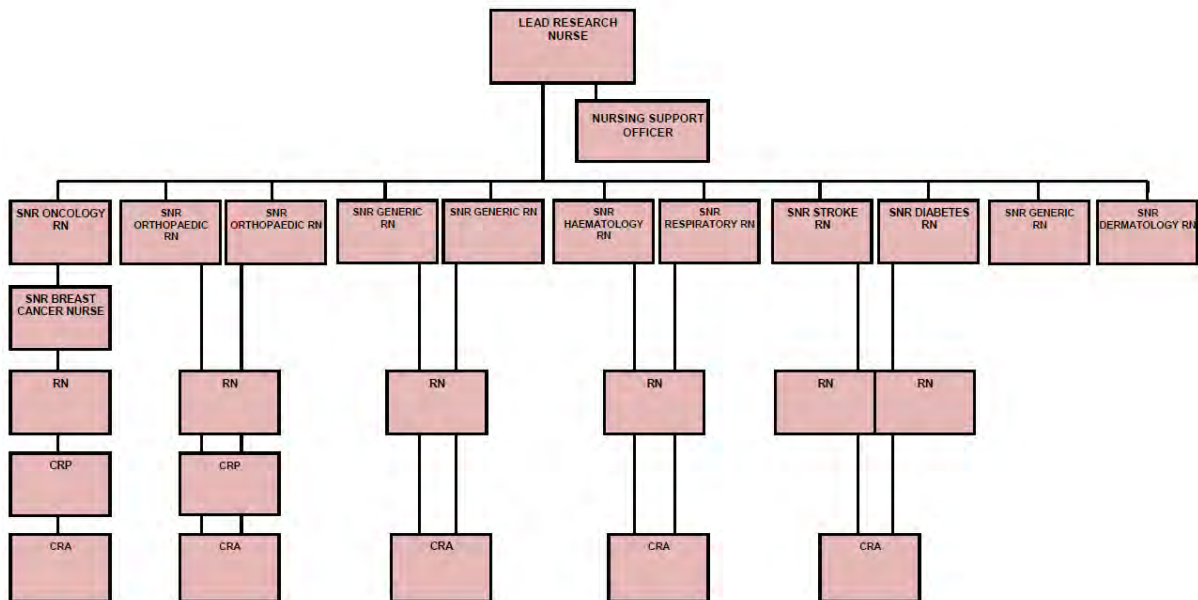 LEAD RESEARCH
NURSE
NURSING SUPPORT
OFFICER
SNR ONCOLOGY
RN
SNR
ORTHOPAEDIC
RN
SNR
ORTHOPAEDIC RN
SNR GENERIC
RN
SNR GENERIC RN
SNR
HAEMATOLOGY
RN
SNR
RESPIRATORY RN
SNR STROKE
RN
SNR DIABETES
RN
SNR GENERIC
RN
SNR
DERMATOLOGY RN
SNR BREAST
CANCER NURSE
RN
RN
RN
RN
RN
RN
CRP
CRP
CRA
CRA
CRA
CRA
CRA